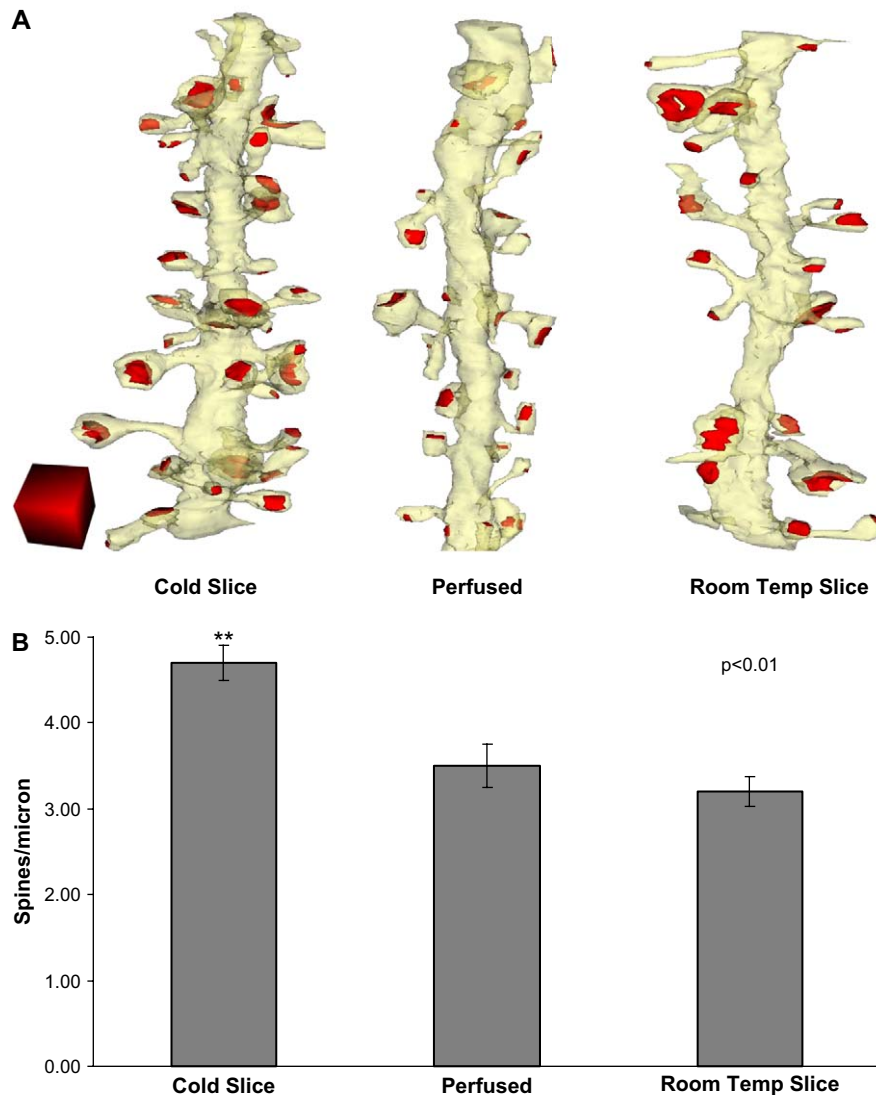 A
Cold Slice Perfused Room Temp Slice
B
5.00
**
p<0.01
4.00
3.00
2.00
1.00
0.00
Spines/micron
Cold Slice Perfused Room Temp Slice